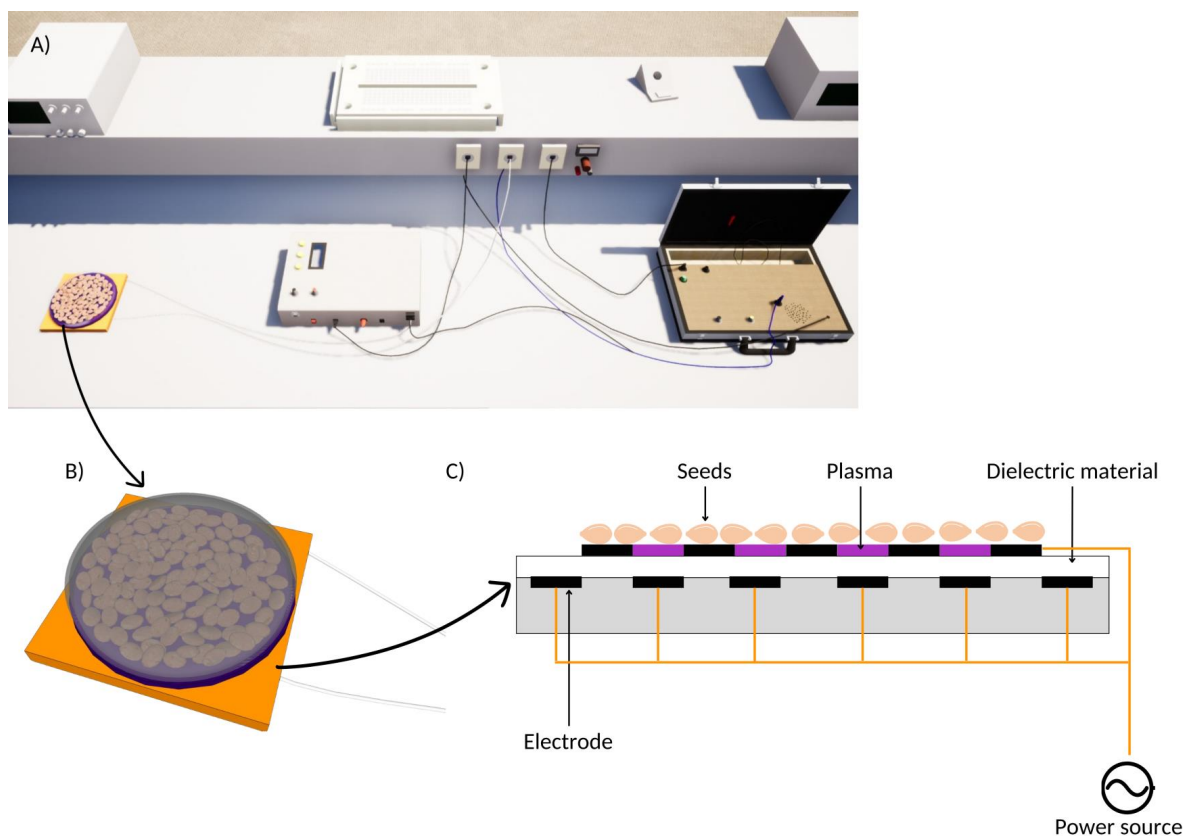 A)
B)
C)
Seeds
Plasma
Dielectric material
Electrode
Power source